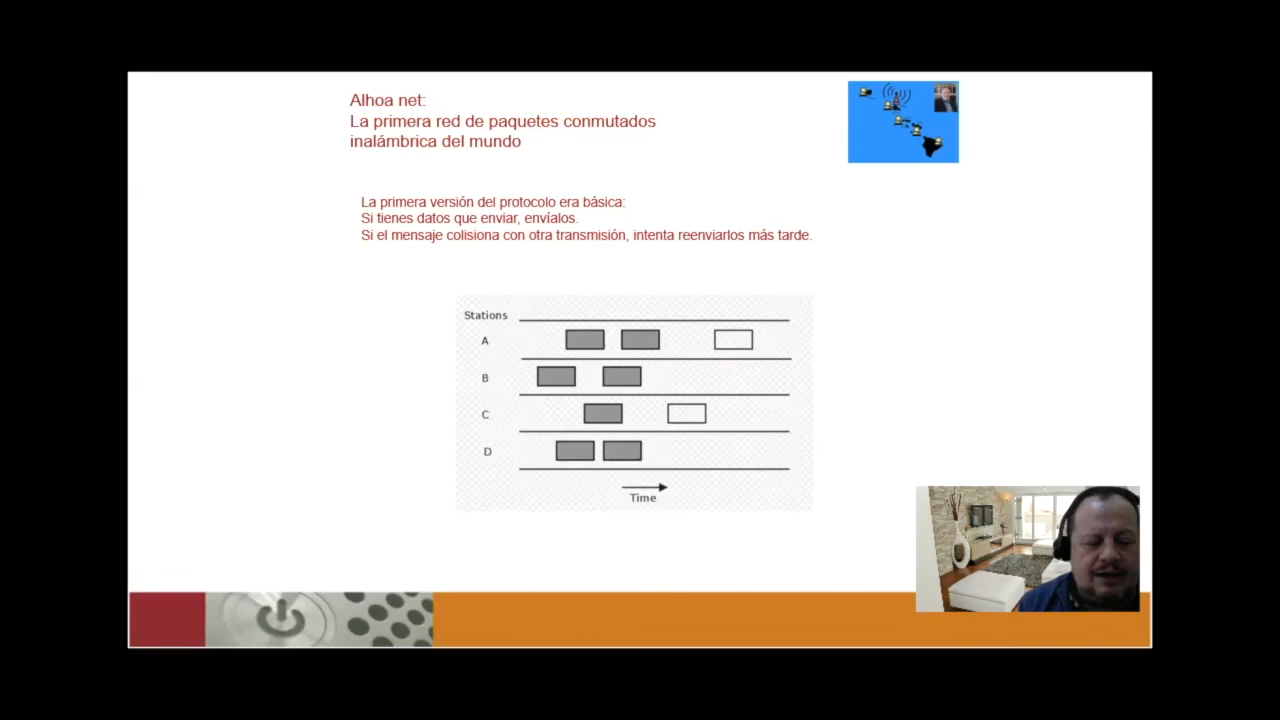 Alhoa net:
La primera red de paquetes conmutados
inalámbrica del mundo
La primera versión del protocolo era básica:
Si tienes datos que enviar, envíalos.
Si el mensaje colisiona con otra transmisión, intenta reenviarlos más tarde.
Stations
A
B
C
D
Time